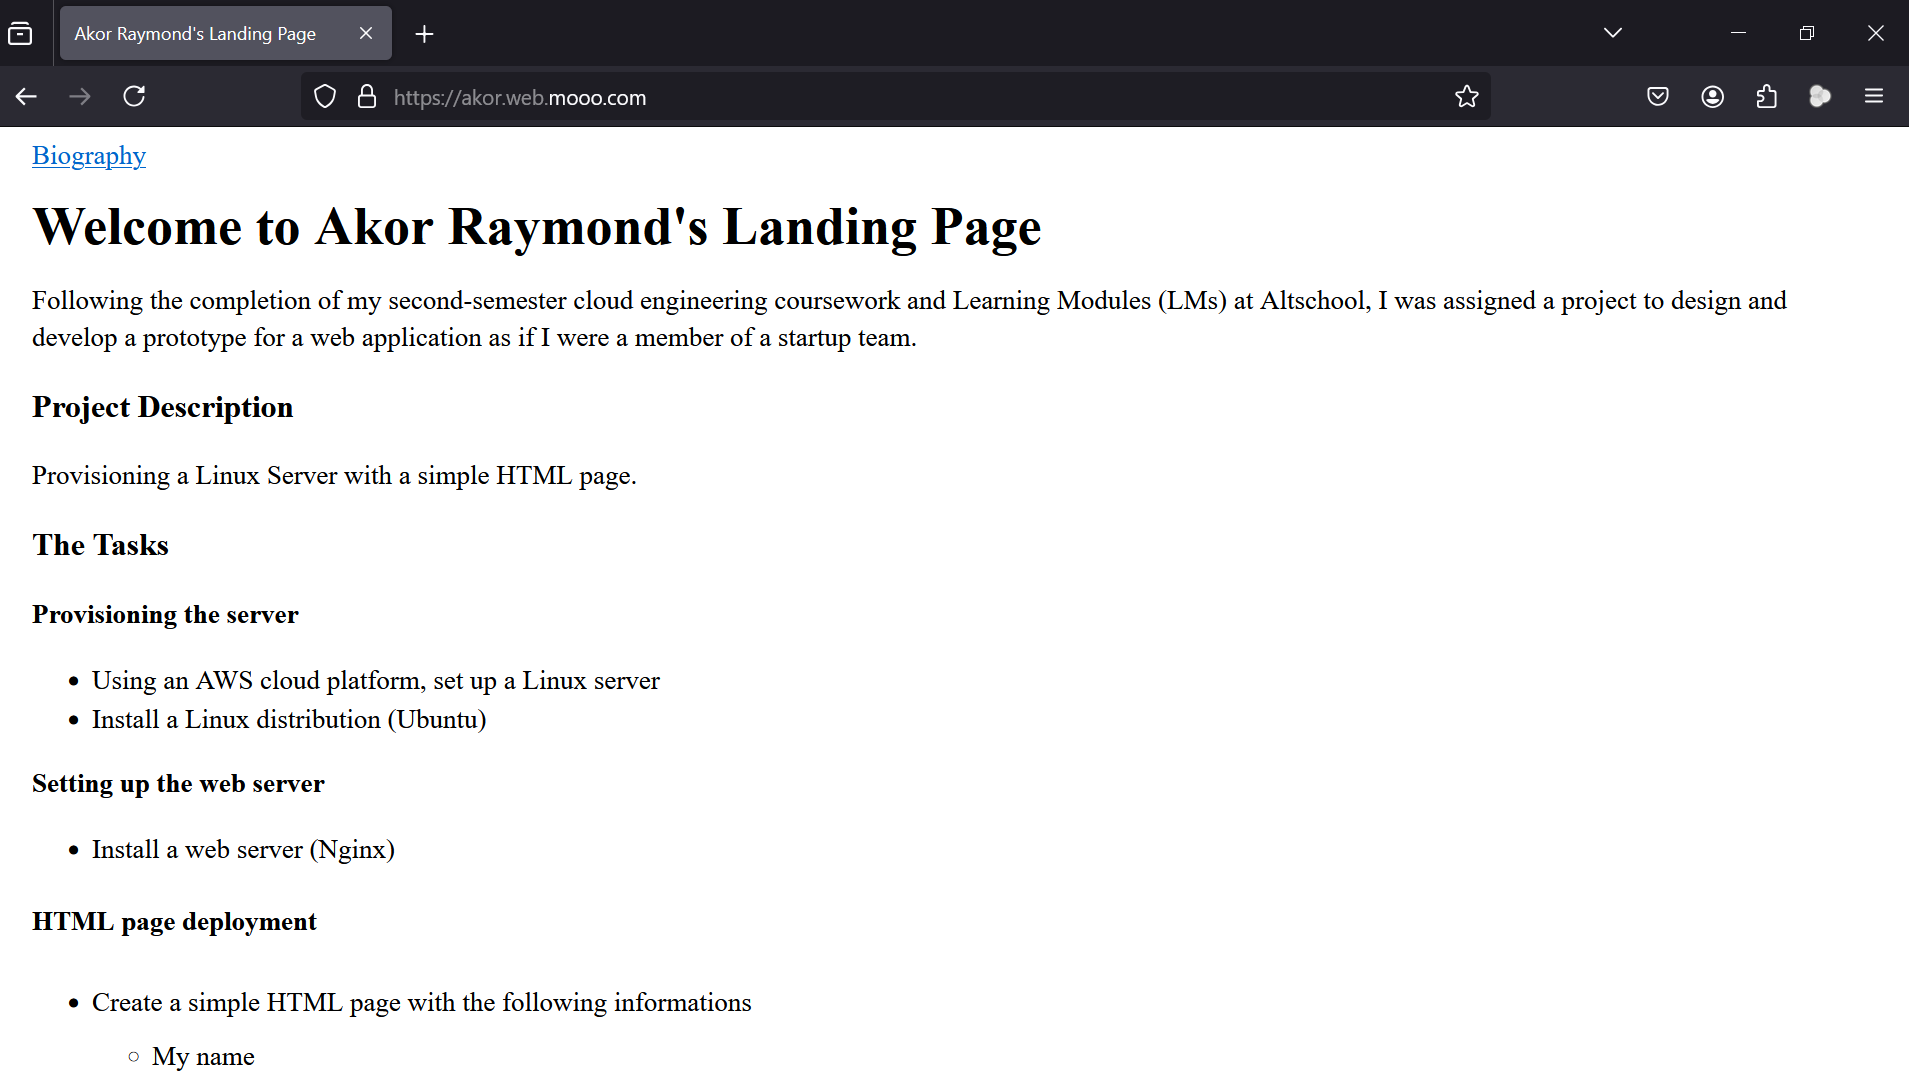 Akor Raymond's Landing Page
https://akor.web.mooo.com
Biography
Welcome to Akor Raymond's Landing Page
Following the completion of my second-semester cloud engineering coursework and Learning Modules (LMs) at Altschool, I was assigned a project to design and
develop a prototype for a web application as if I were a member of a startup team.
Project Description
Provisioning a Linux Server with a simple HTML page.
The Tasks
Provisioning the server
Using an AWS cloud platform, set up a Linux server
Install a Linux distribution (Ubuntu)
Setting up the web server
Install a web server (Nginx)
HTML page deployment
Create a simple HTML page with the following informations
My name